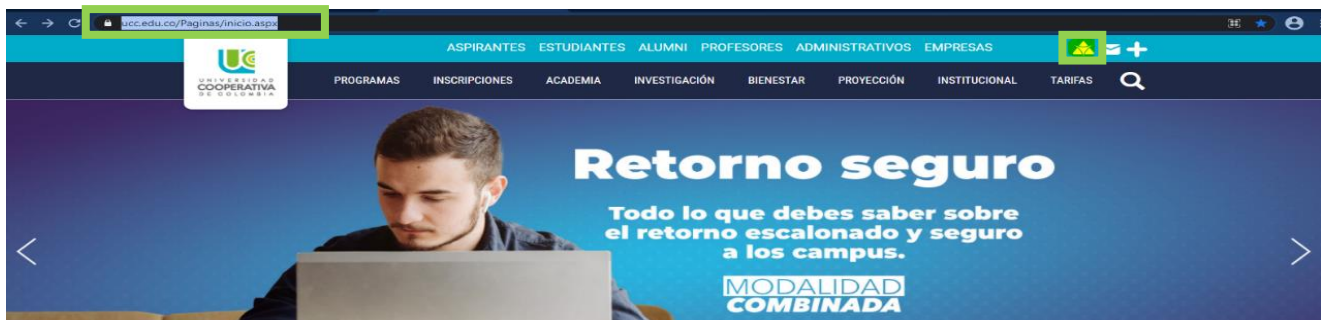 ucc.edu.co/Paginas/inicio.aspx
ASPIRANTES ESTUDIANTES ALUMNI PROFESORES ADMINISTRATIVOS EMPRESAS
UC
UNIVERSIDAD
COOPERATIVA
DE COLOMBIA
PROGRAMAS INSCRIPCIONES ACADEMIA INVESTIGACIÓN BIENESTAR PROYECCIÓN INSTITUCIONAL TARIFAS
Retorno seguro
Todo lo que debes saber sobre
el retorno escalonado y seguro
a los campus.
MODALIDAD
COMBINADA